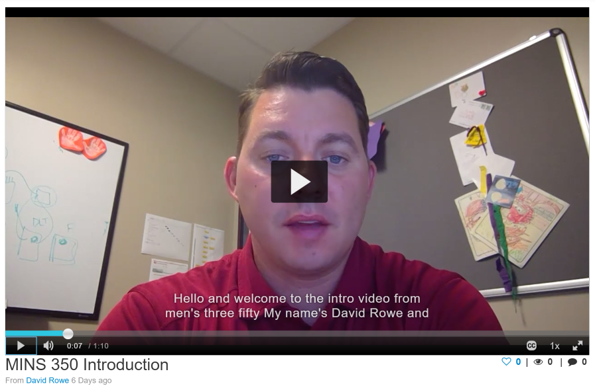 Hello and welcome to the intro video from
men's three fifty My name's David Rowe and
0:07 / 1:10
CC 1x
MINS 350 Introduction
0 | 0 | 0
From David Rowe 6 Days ago